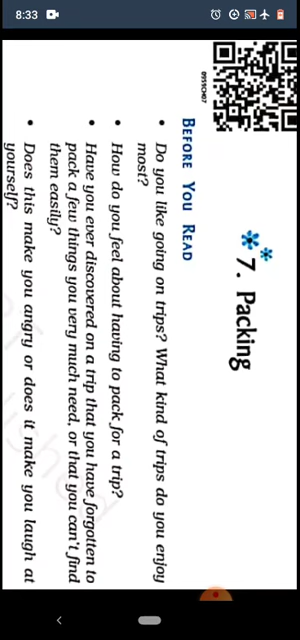 8:33
0955CH07
7. Packing
BEFORE YOU READ
• Do you like going on trips? What kind of trips do you enjoy
most?
• How do you feel about having to pack for a trip?
• Have you ever discovered on a trip that you have forgotten to
pack a few things you very much need, or that you can't find
them easily?
• Does this make you angry or does it make you laugh at
yourself?